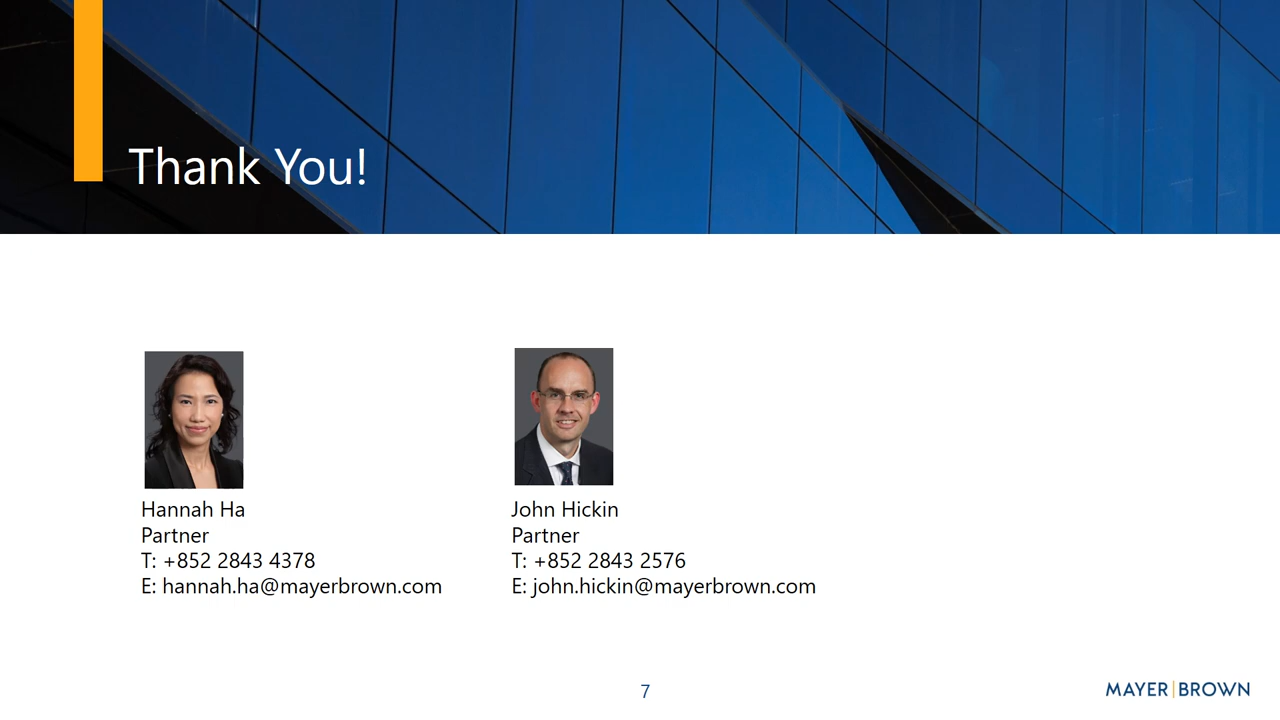 Thank You!
Hannah Ha
Partner
T: +852 2843 4378
E: hannah.ha@mayerbrown.com
John Hickin
Partner
T: +852 2843 2576
E: john.hickin@mayerbrown.com
7
MAYER|BROWN